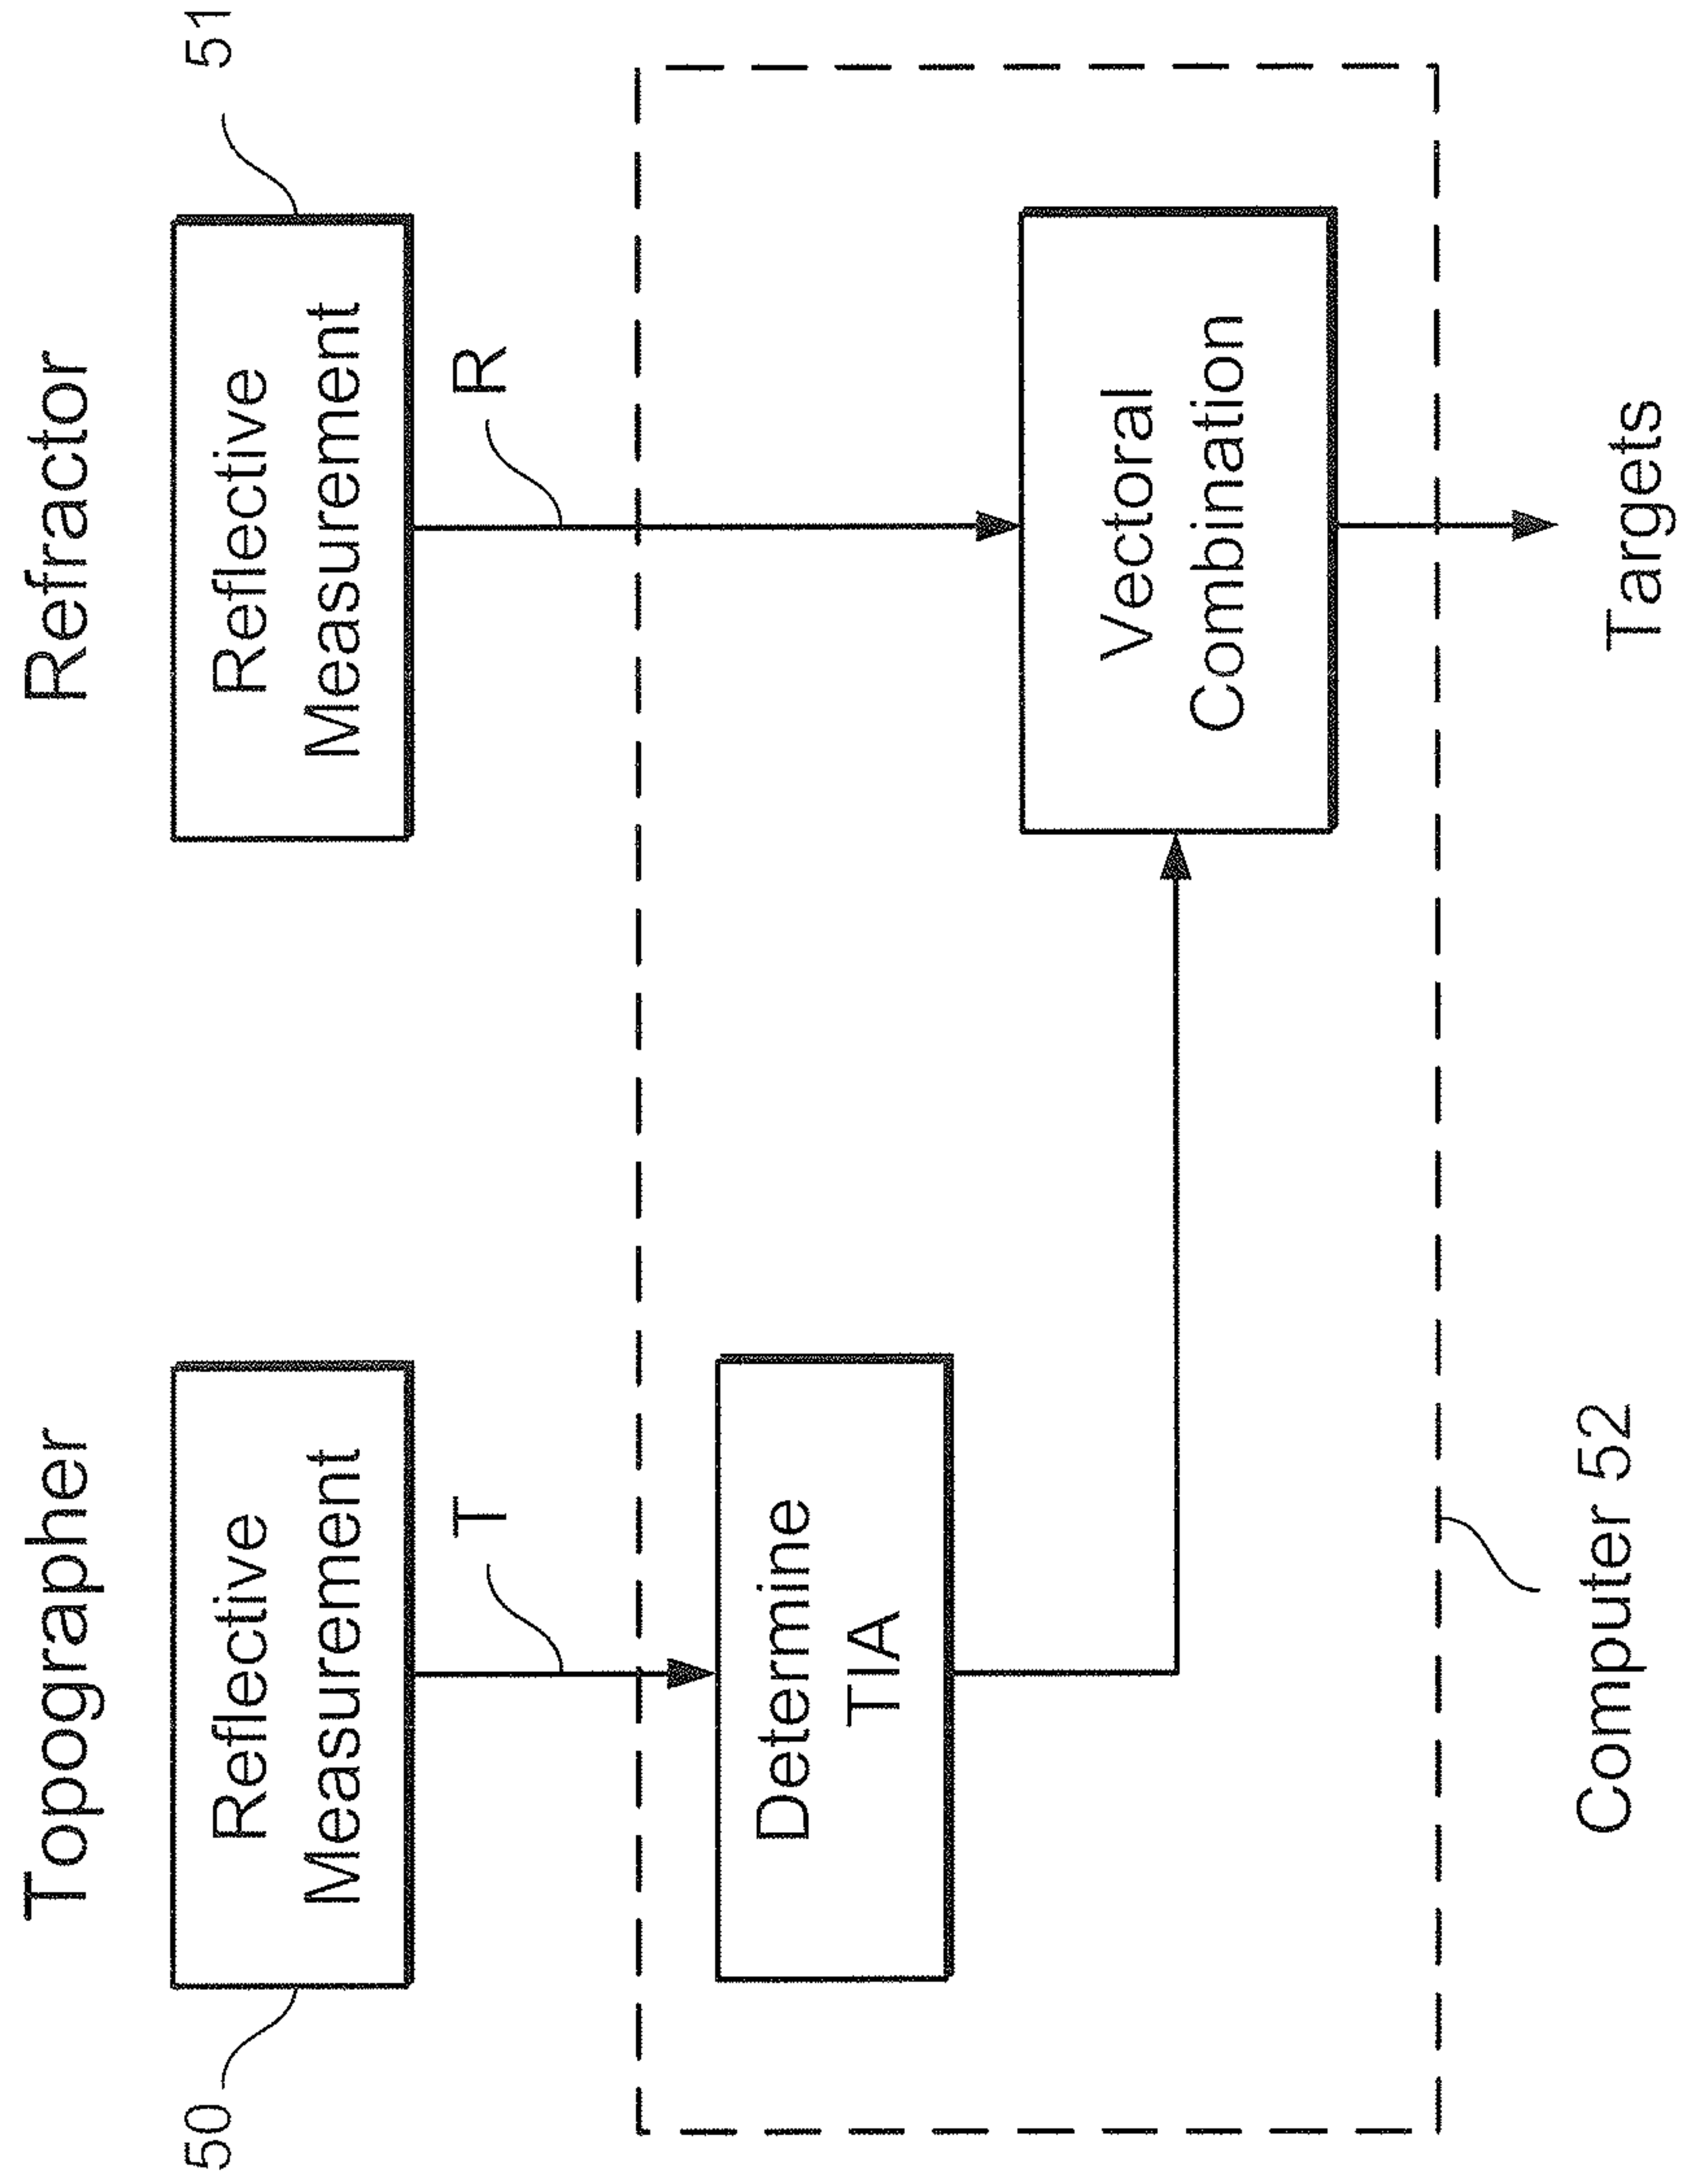 Topographer
Refractor
50
51
Reflective
Measurement
Reflective
Measurement
T
R
Determine
TIA
Vectoral
Combination
Computer 52
Targets